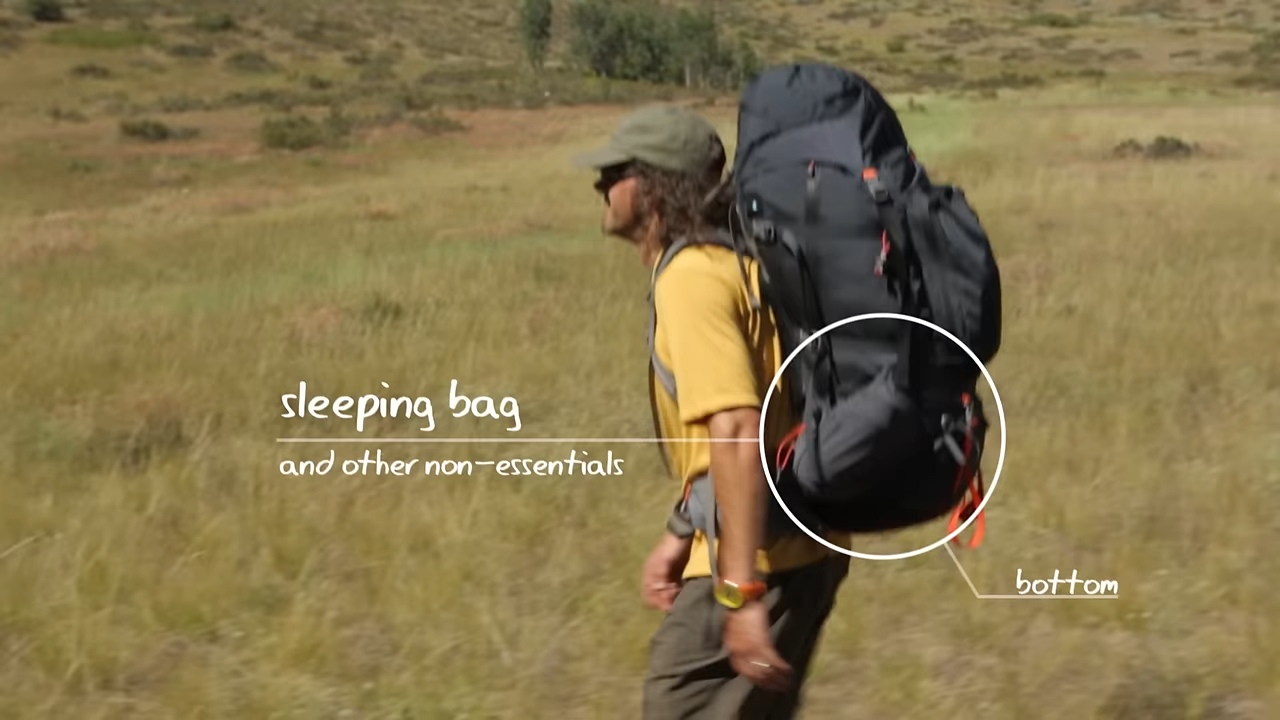 sleeping bag
and other non-essentials
bottom